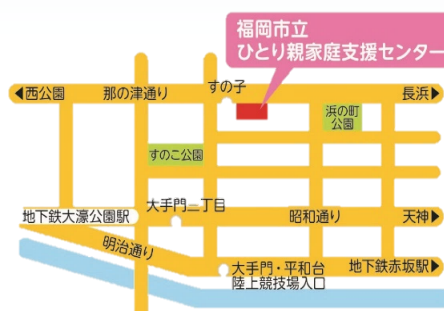 福岡市立
ひとり親家庭支援センター
◀西公園
那の津通り
すの子
長浜▶
浜の町
公園
すのこ公園
大手門二丁目
地下鉄大濠公園駅
昭和通り
天神▶
明治通り
大手門・平和台
陸上競技場入口
地下鉄赤坂駅▶